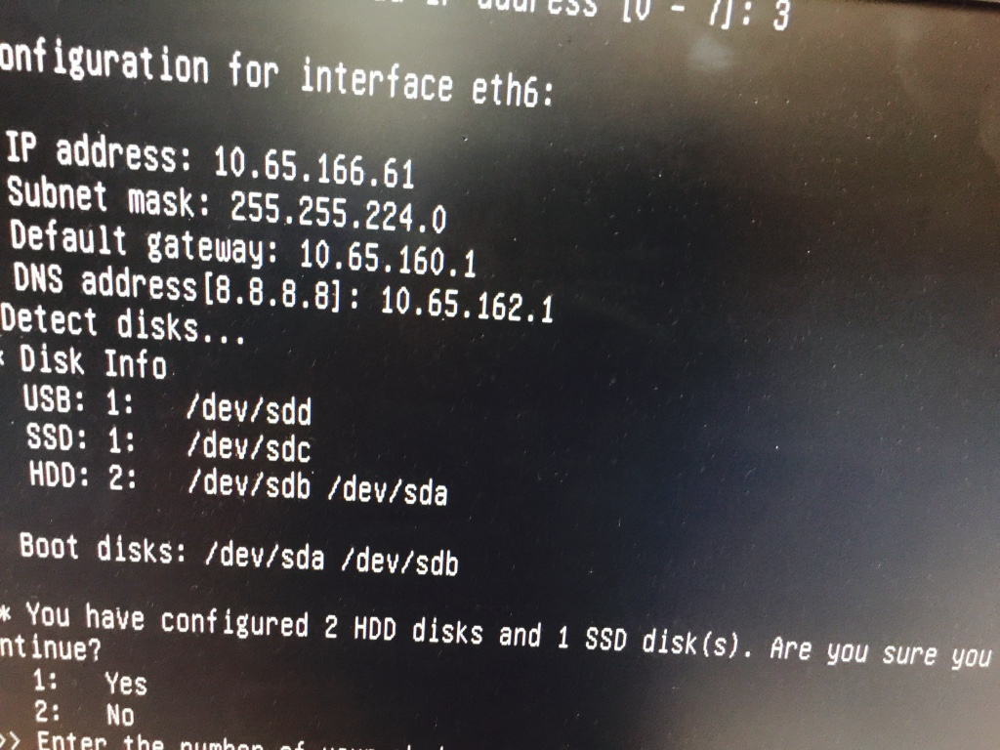 address [0 - 7]: 3
onfiguration for interface eth6:
IP address: 10.65.166.61
Subnet mask: 255.255.224.0
Default gateway: 10.65.160.1
DNS address[8.8.8.8]: 10.65.162.1
Detect disks...
* Disk Info
USB: 1: /dev/sdd
SSD: 1: /dev/sdc
HDD: 2: /dev/sdb /dev/sda
Boot disks: /dev/sda /dev/sdb
* You have configured 2 HDD disks and 1 SSD disk(s). Are you sure you
ntinue?
1: Yes
2: No
>> Enter the number of your